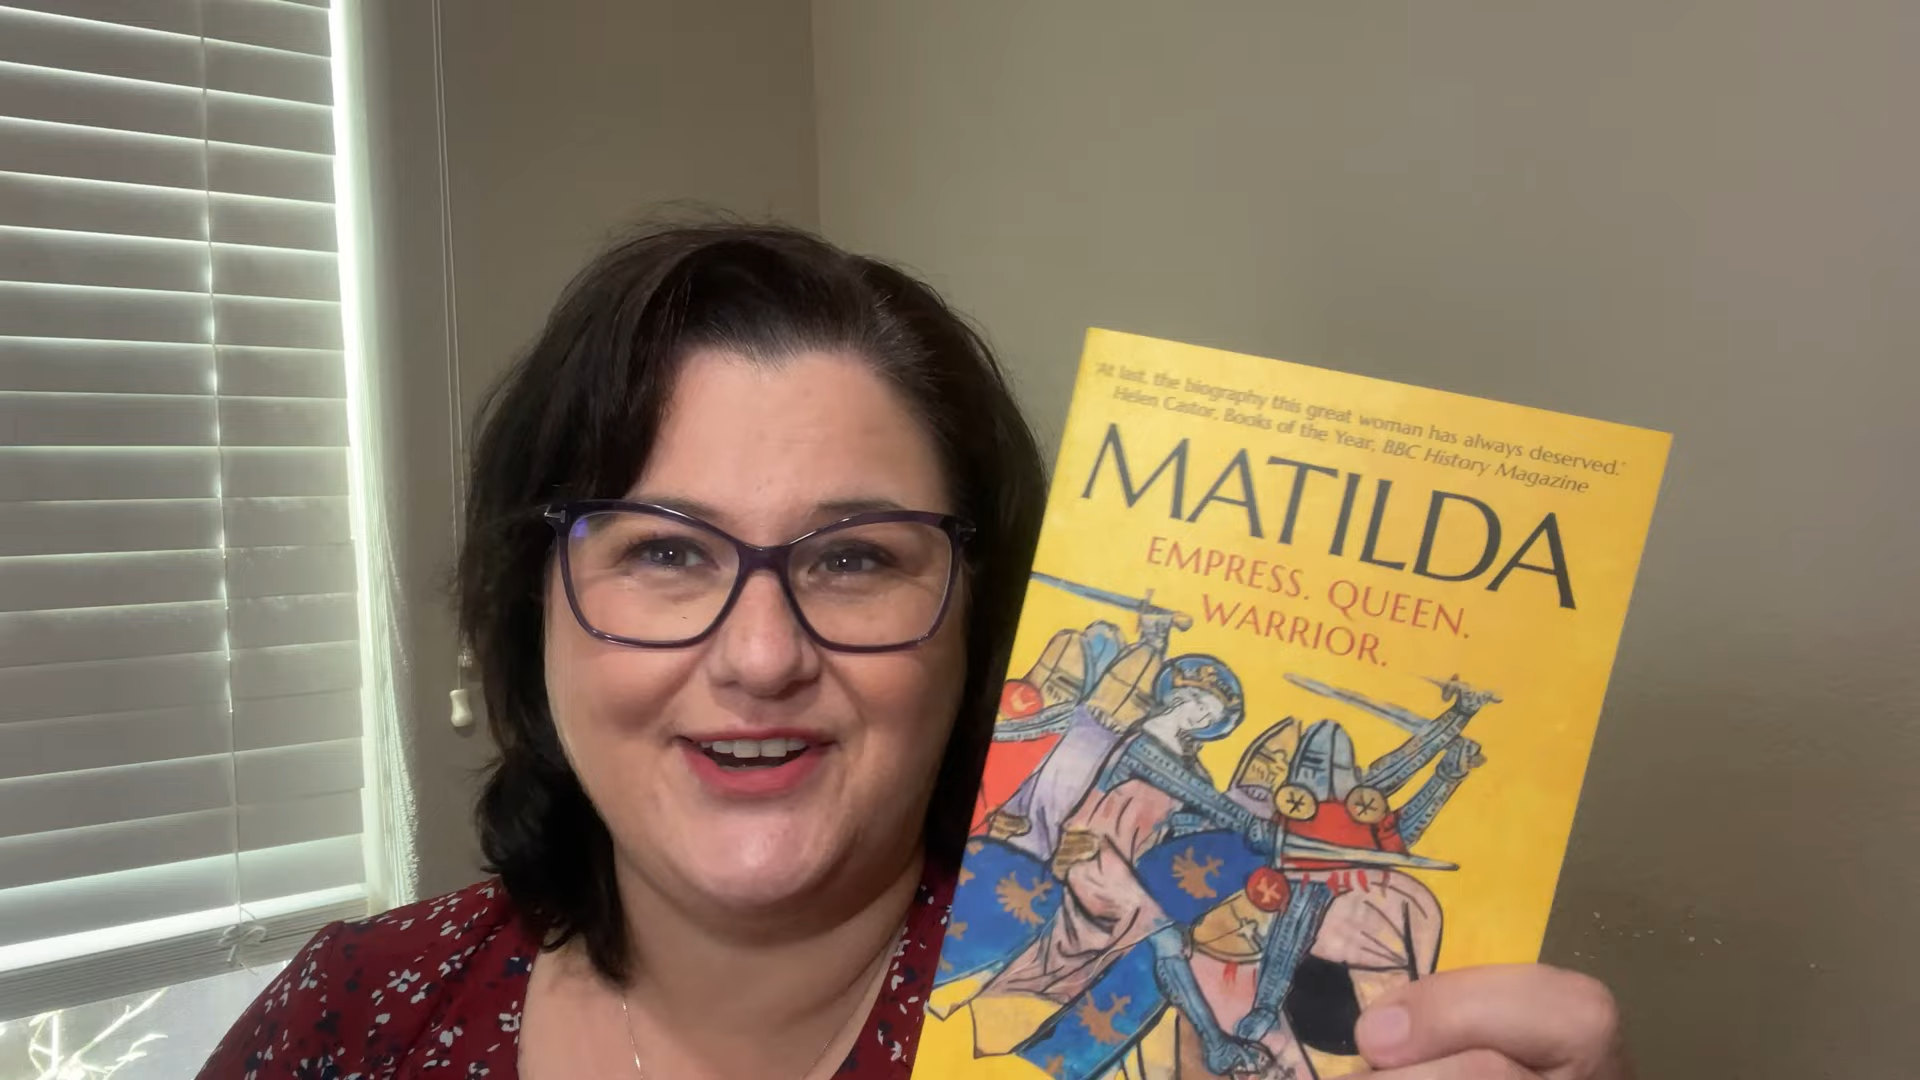 'At last, the biography this great woman has always deserved.'
Helen Castor, Books of the Year, BBC History Magazine
MATILDA
EMPRESS. QUEEN.
WARRIOR.